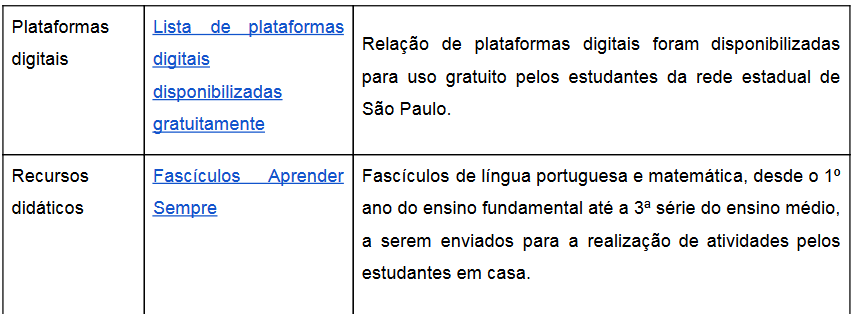 Plataformas digitais
Lista de plataformas
digitais
disponibilizadas
gratuitamente
Relação de plataformas digitais foram disponibilizadas
para uso gratuito pelos estudantes da rede estadual de
São Paulo.
Recursos
didáticos
Fascículos Aprender
Sempre
Fascículos de língua portuguesa e matemática, desde o 1º
ano do ensino fundamental até a 3ª série do ensino médio,
a serem enviados para a realização de atividades pelos
estudantes em casa.